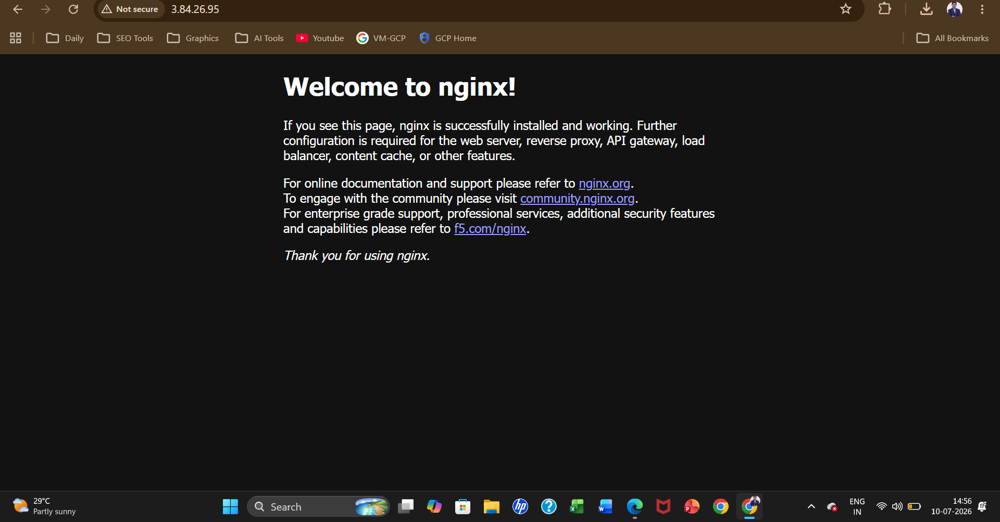 Not secure 3.84.26.95
Daily SEO Tools Graphics AI Tools Youtube VM-GCP GCP Home All Bookmarks
Welcome to nginx!
If you see this page, nginx is successfully installed and working. Further
configuration is required for the web server, reverse proxy, API gateway, load
balancer, content cache, or other features.
For online documentation and support please refer to nginx.org.
To engage with the community please visit community.nginx.org.
For enterprise grade support, professional services, additional security features
and capabilities please refer to f5.com/nginx.
Thank you for using nginx.
29°C
Partly sunny
Search
hp
ENG
IN
14:56
10-07-2026